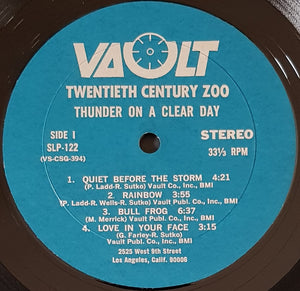 VAULT
TWENTIETH CENTURY ZOO
THUNDER ON A CLEAR DAY
SIDE 1 STEREO
SLP-122 33⅓ RPM
(VS-CSG-394)
1. QUIET BEFORE THE STORM 4:21
(P. Ladd-R. Sutko) Vault Co., Inc., BMI
2. RAINBOW 3:55
(P. Ladd-R. Wells-R. Sutko) Vault Publ. Co., Inc., BMI
3. BULL FROG 6:37
(M. Merrick) Vault Publ. Co., Inc., BMI
4. LOVE IN YOUR FACE 3:15
(G. Farley-R. Sutko)
Vault Publ. Co., Inc., BMI
2525 West 9th Street
Los Angeles, Calif. 90006